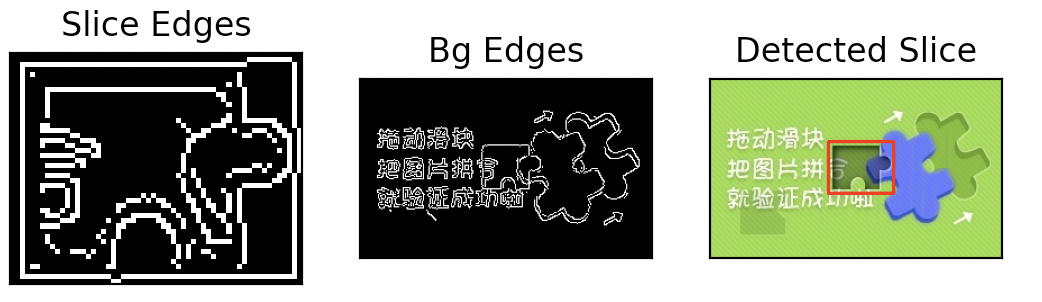 Slice Edges
Bg Edges
Detected Slice
拖动滑块
把图片拼合
就验证成功啦
拖动滑块
把图片拼合
就验证成功啦